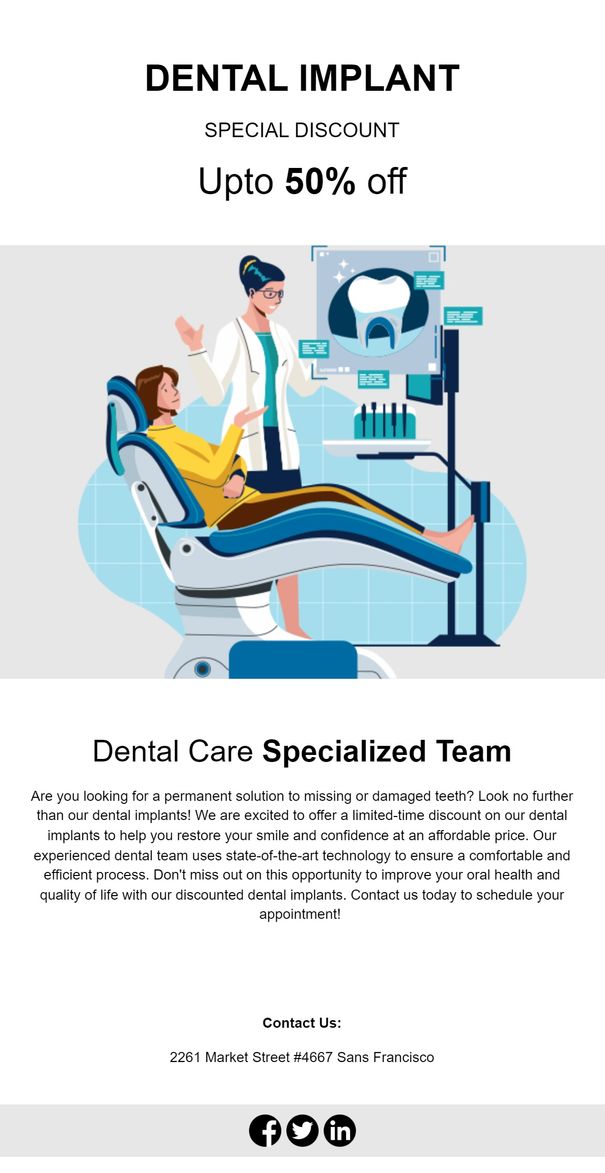 DENTAL IMPLANT
SPECIAL DISCOUNT
Upto 50% off
Dental Care Specialized Team
Are you looking for a permanent solution to missing or damaged teeth? Look no further
than our dental implants! We are excited to offer a limited-time discount on our dental
implants to help you restore your smile and confidence at an affordable price. Our
experienced dental team uses state-of-the-art technology to ensure a comfortable and
efficient process. Don't miss out on this opportunity to improve your oral health and
quality of life with our discounted dental implants. Contact us today to schedule your
appointment!
Contact Us:
2261 Market Street #4667 Sans Francisco